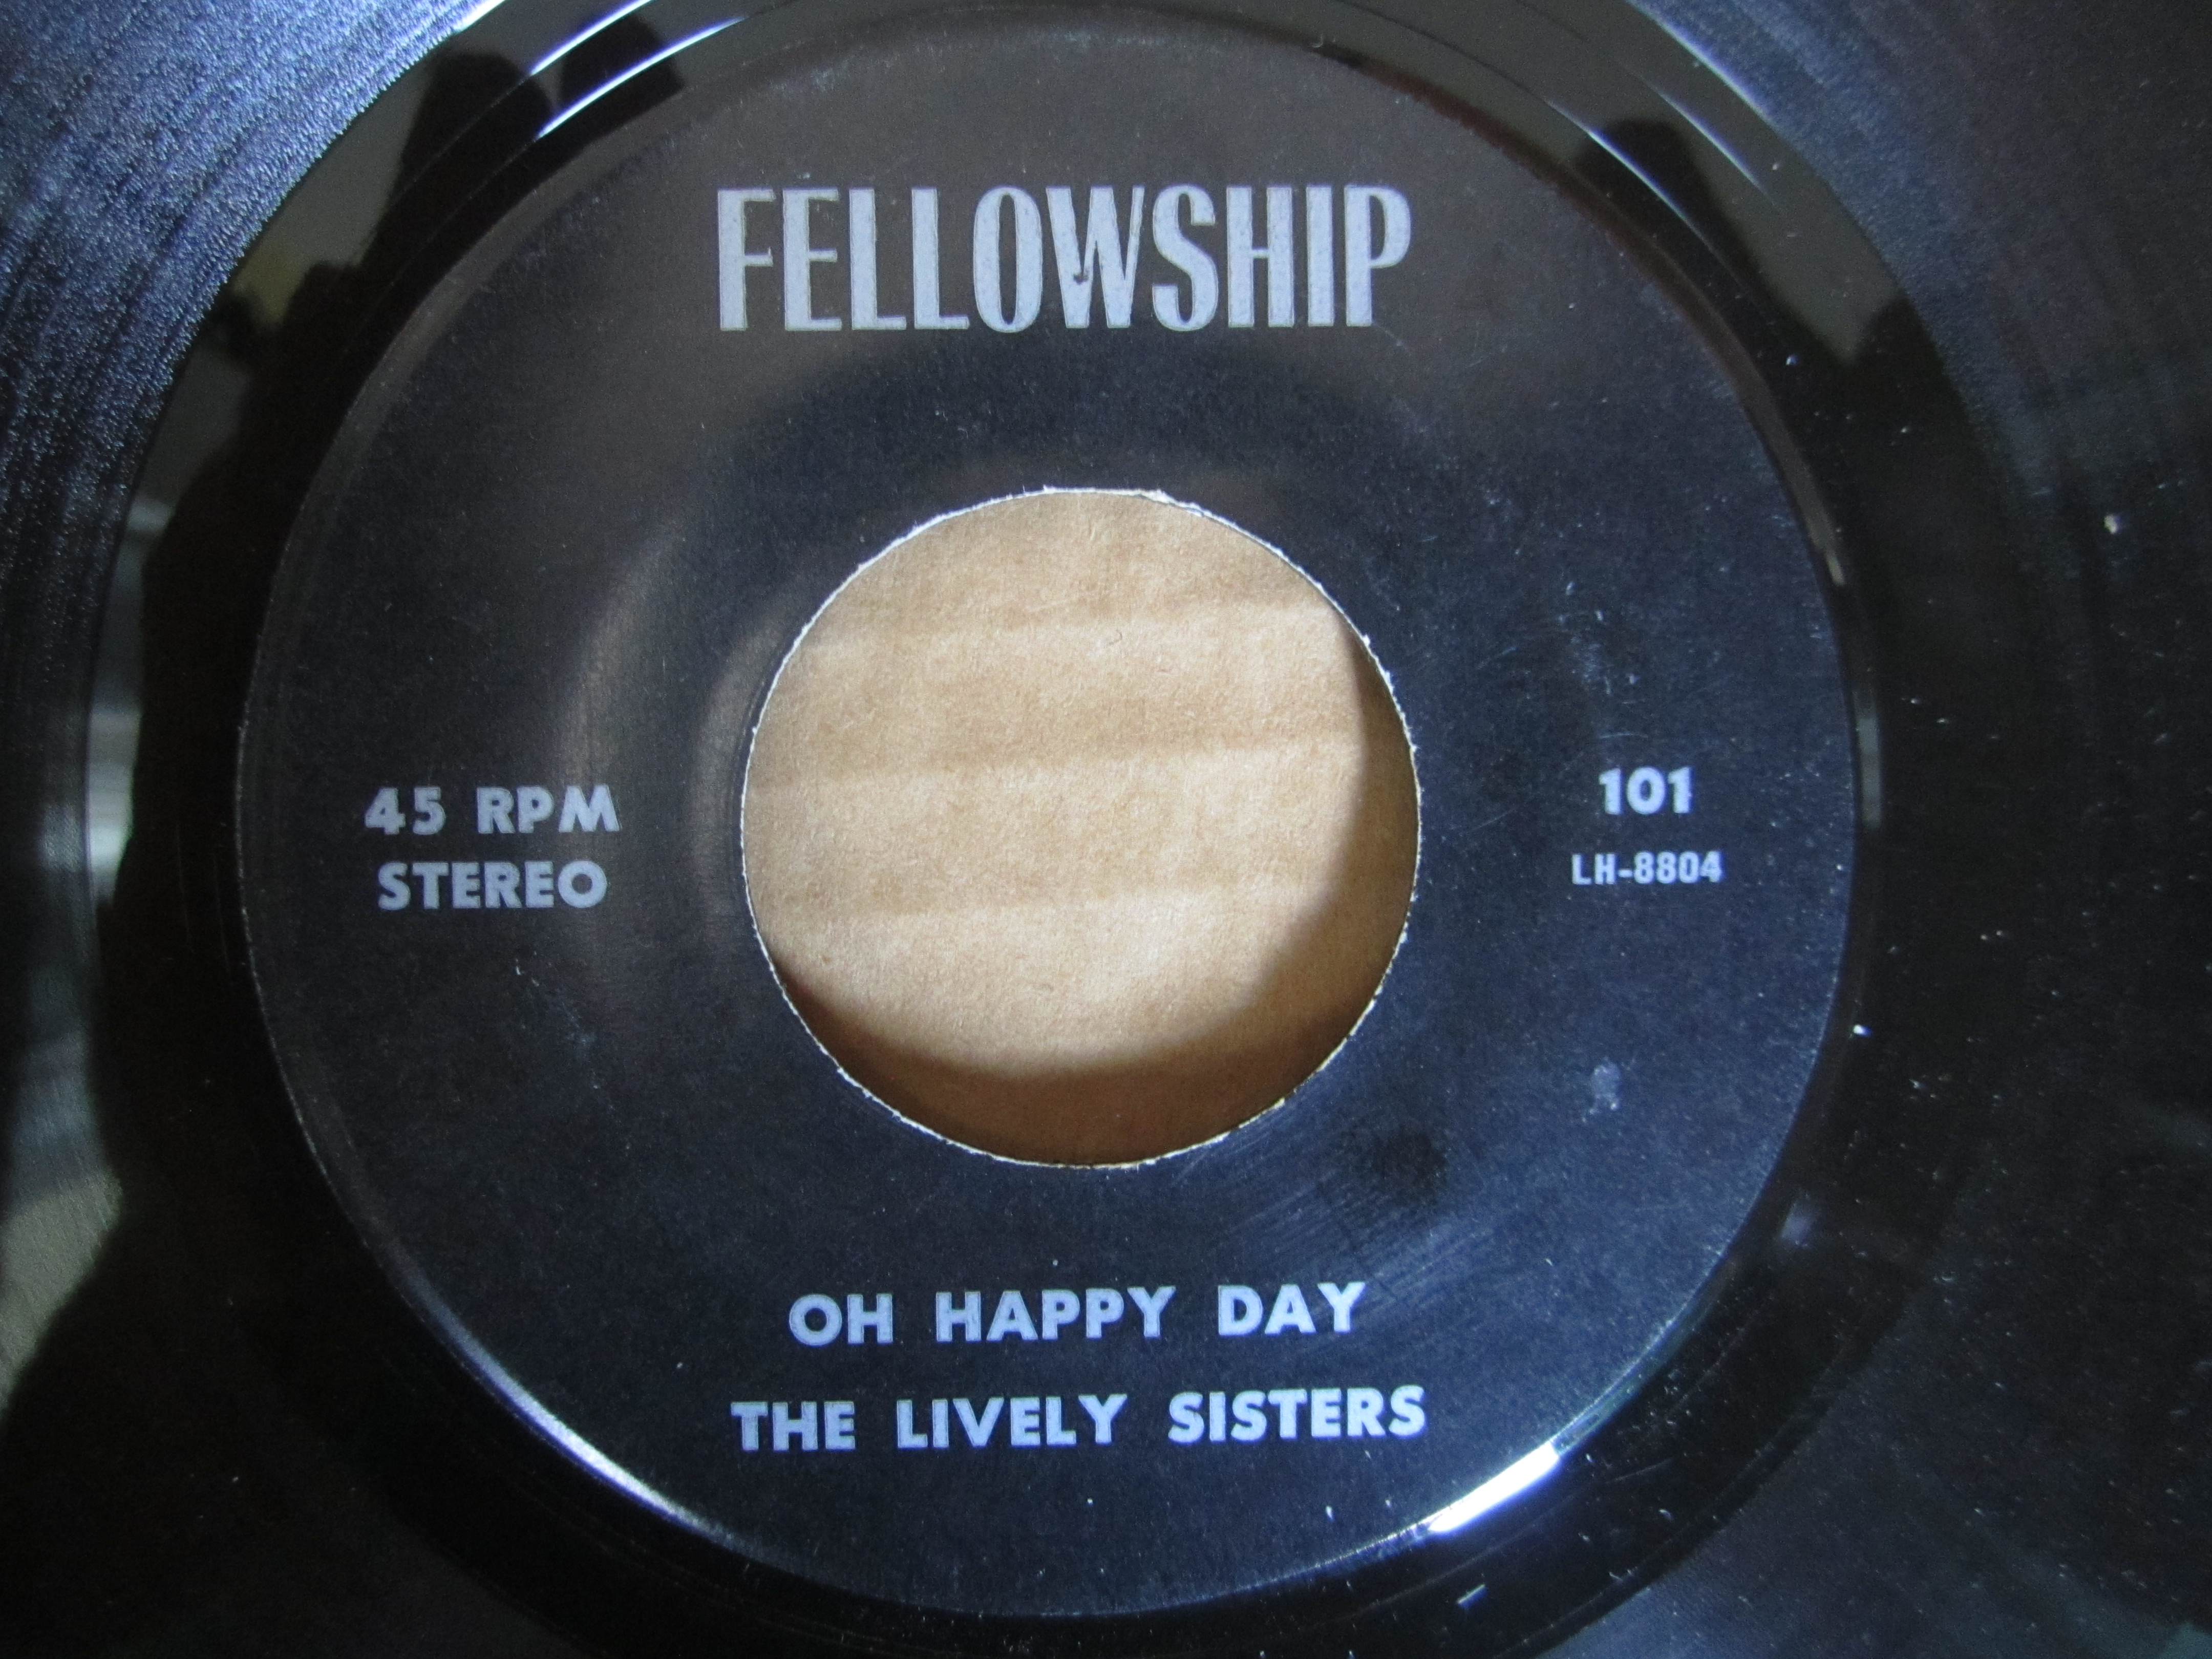 FELLOWSHIP
45 RPM
STEREO
101
LH-8804
OH HAPPY DAY
THE LIVELY SISTERS